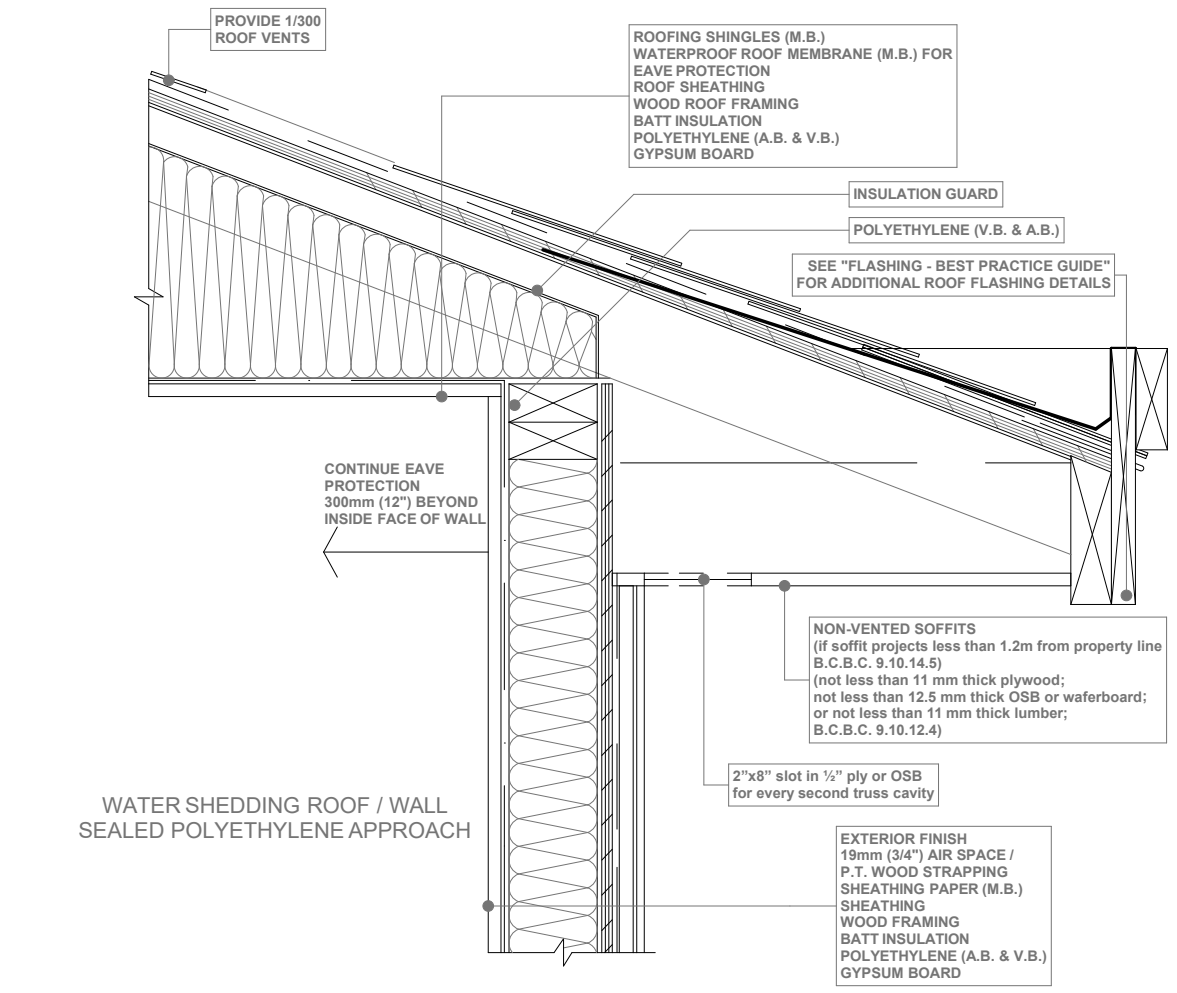 PROVIDE 1/300
ROOF VENTS
ROOFING SHINGLES (M.B.)
WATERPROOF ROOF MEMBRANE (M.B.) FOR
EAVE PROTECTION
ROOF SHEATHING
WOOD ROOF FRAMING
BATT INSULATION
POLYETHYLENE (A.B. & V.B.)
GYPSUM BOARD
INSULATION GUARD
POLYETHYLENE (V.B. & A.B.)
SEE "FLASHING - BEST PRACTICE GUIDE"
FOR ADDITIONAL ROOF FLASHING DETAILS
CONTINUE EAVE
PROTECTION
300mm (12") BEYOND
INSIDE FACE OF WALL
NON-VENTED SOFFITS
(if soffit projects less than 1.2m from property line
B.C.B.C. 9.10.14.5)
(not less than 11 mm thick plywood;
not less than 12.5 mm thick OSB or waferboard;
or not less than 11 mm thick lumber;
B.C.B.C. 9.10.12.4)
2”x8” slot in ½” ply or OSB
for every second truss cavity
WATER SHEDDING ROOF / WALL
SEALED POLYETHYLENE APPROACH
EXTERIOR FINISH
19mm (3/4") AIR SPACE /
P.T. WOOD STRAPPING
SHEATHING PAPER (M.B.)
SHEATHING
WOOD FRAMING
BATT INSULATION
POLYETHYLENE (A.B. & V.B.)
GYPSUM BOARD